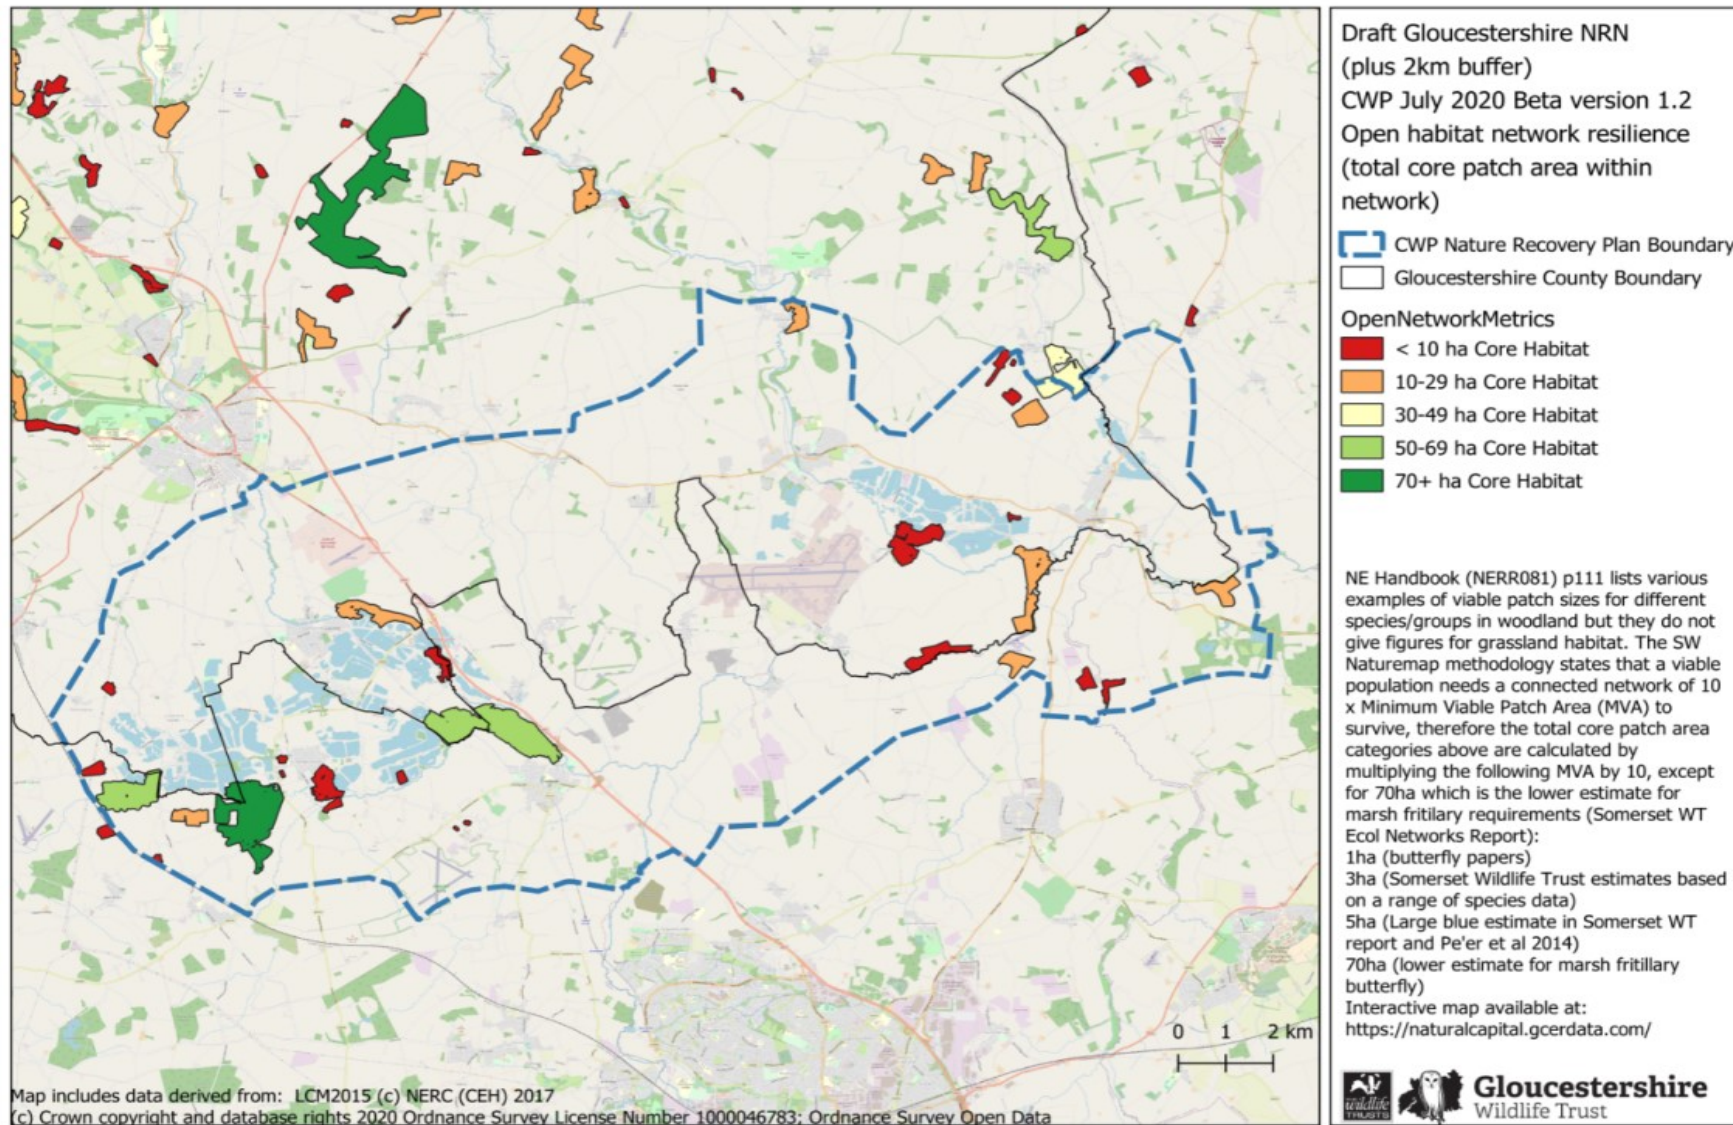 Draft Gloucestershire NRN
(plus 2km buffer)
CWP July 2020 Beta version 1.2
Open habitat network resilience
(total core patch area within
network)
CWP Nature Recovery Plan Boundary
Gloucestershire County Boundary
OpenNetworkMetrics
< 10 ha Core Habitat
10-29 ha Core Habitat
30-49 ha Core Habitat
50-69 ha Core Habitat
70+ ha Core Habitat
NE Handbook (NERR081) p111 lists various
examples of viable patch sizes for different
species/groups in woodland but they do not
give figures for grassland habitat. The SW
Naturemap methodology states that a viable
population needs a connected network of 10
x Minimum Viable Patch Area (MVA) to
survive, therefore the total core patch area
categories above are calculated by
multiplying the following MVA by 10, except
for 70ha which is the lower estimate for
marsh fritilary requirements (Somerset WT
Ecol Networks Report):
1ha (butterfly papers)
3ha (Somerset Wildlife Trust estimates based
on a range of species data)
5ha (Large blue estimate in Somerset WT
report and Pe'er et al 2014)
70ha (lower estimate for marsh fritillary
butterfly)
Interactive map available at:
https://naturalcapital.gcerdata.com/
0 1 2 km
Map includes data derived from: LCM2015 (c) NERC (CEH) 2017
(c) Crown copyright and database rights 2020 Ordnance Survey License Number 1000046783; Ordnance Survey Open Data
wildlife
TRUSTS
Gloucestershire
Wildlife Trust